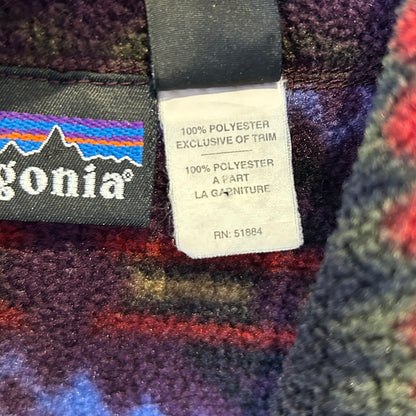 gonia®
100% POLYESTER
EXCLUSIVE OF TRIM
100% POLYESTER
A PART
LA GARNITURE
RN: 51884